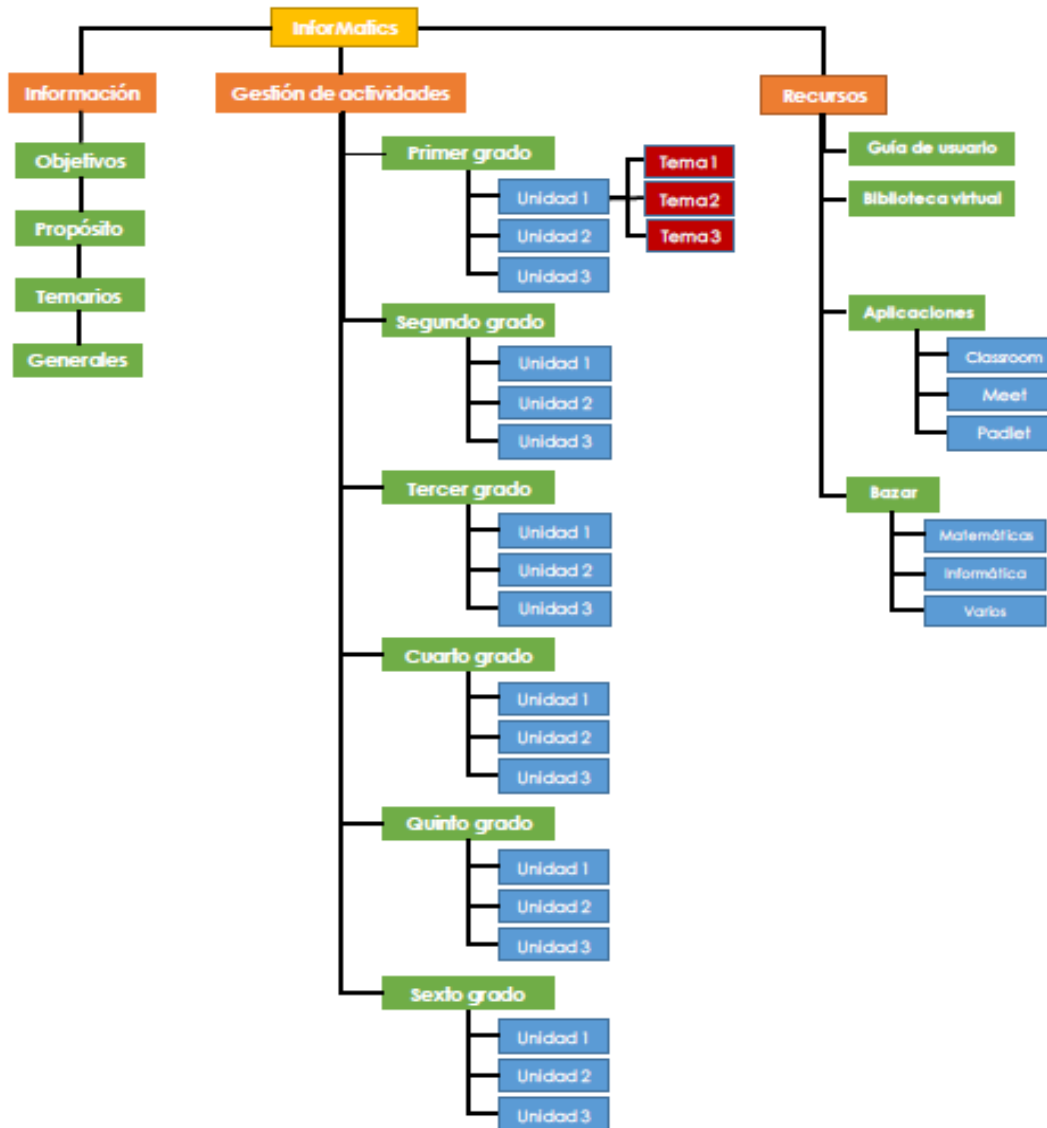 InforMatics
Información
Objetivos
Propósito
Temarios
Generales
Gestión de actividades
Primer grado
Unidad 1
Tema 1
Tema 2
Tema 3
Unidad 2
Unidad 3
Segundo grado
Unidad 1
Unidad 2
Unidad 3
Tercer grado
Unidad 1
Unidad 2
Unidad 3
Cuarto grado
Unidad 1
Unidad 2
Unidad 3
Quinto grado
Unidad 1
Unidad 2
Unidad 3
Sexto grado
Unidad 1
Unidad 2
Unidad 3
Recursos
Guía de usuario
Biblioteca virtual
Aplicaciones
Classroom
Meet
Padlet
Bazar
Matemáticas
Informática
Varios